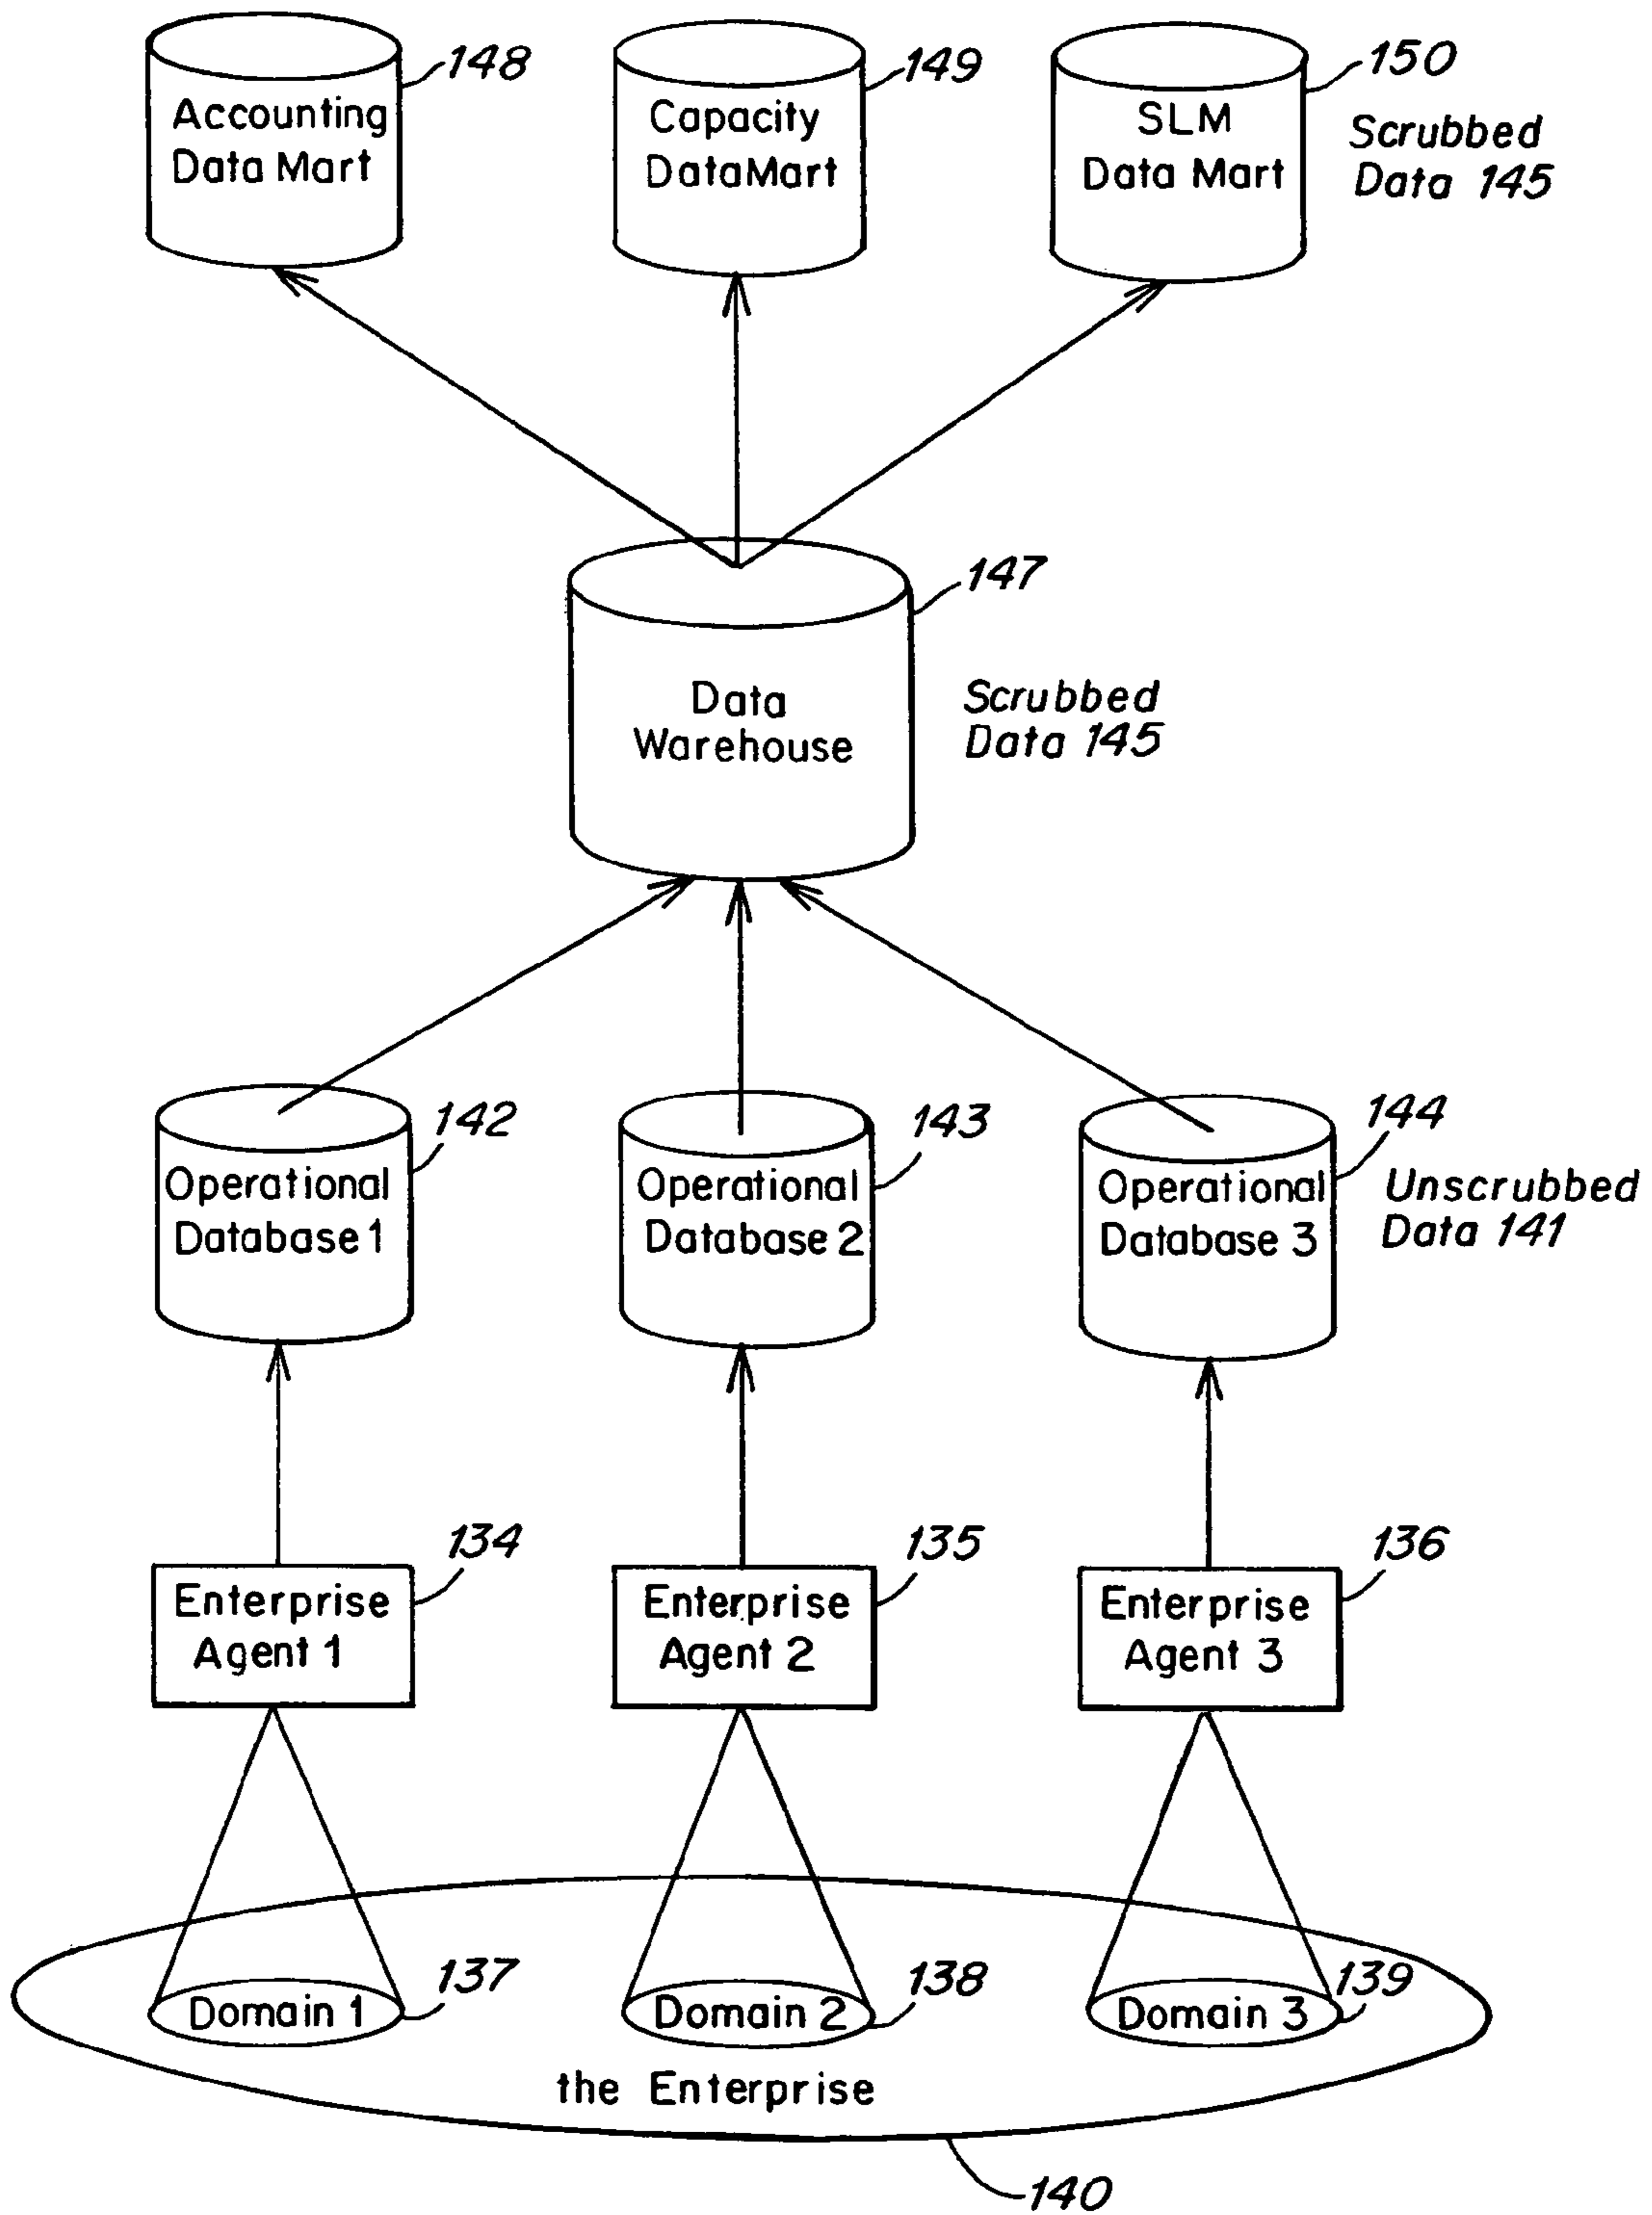 148
Accounting
Data Mart
149
Capacity
DataMart
150
SLM
Data Mart
Scrubbed
Data 145
147
Data
Warehouse
Scrubbed
Data 145
142
Operational
Database 1
143
Operational
Database 2
144
Operational
Database 3
Unscrubbed
Data 141
134
Enterprise
Agent 1
135
Enterprise
Agent 2
136
Enterprise
Agent 3
137
Domain 1
138
Domain 2
139
Domain 3
the Enterprise
140